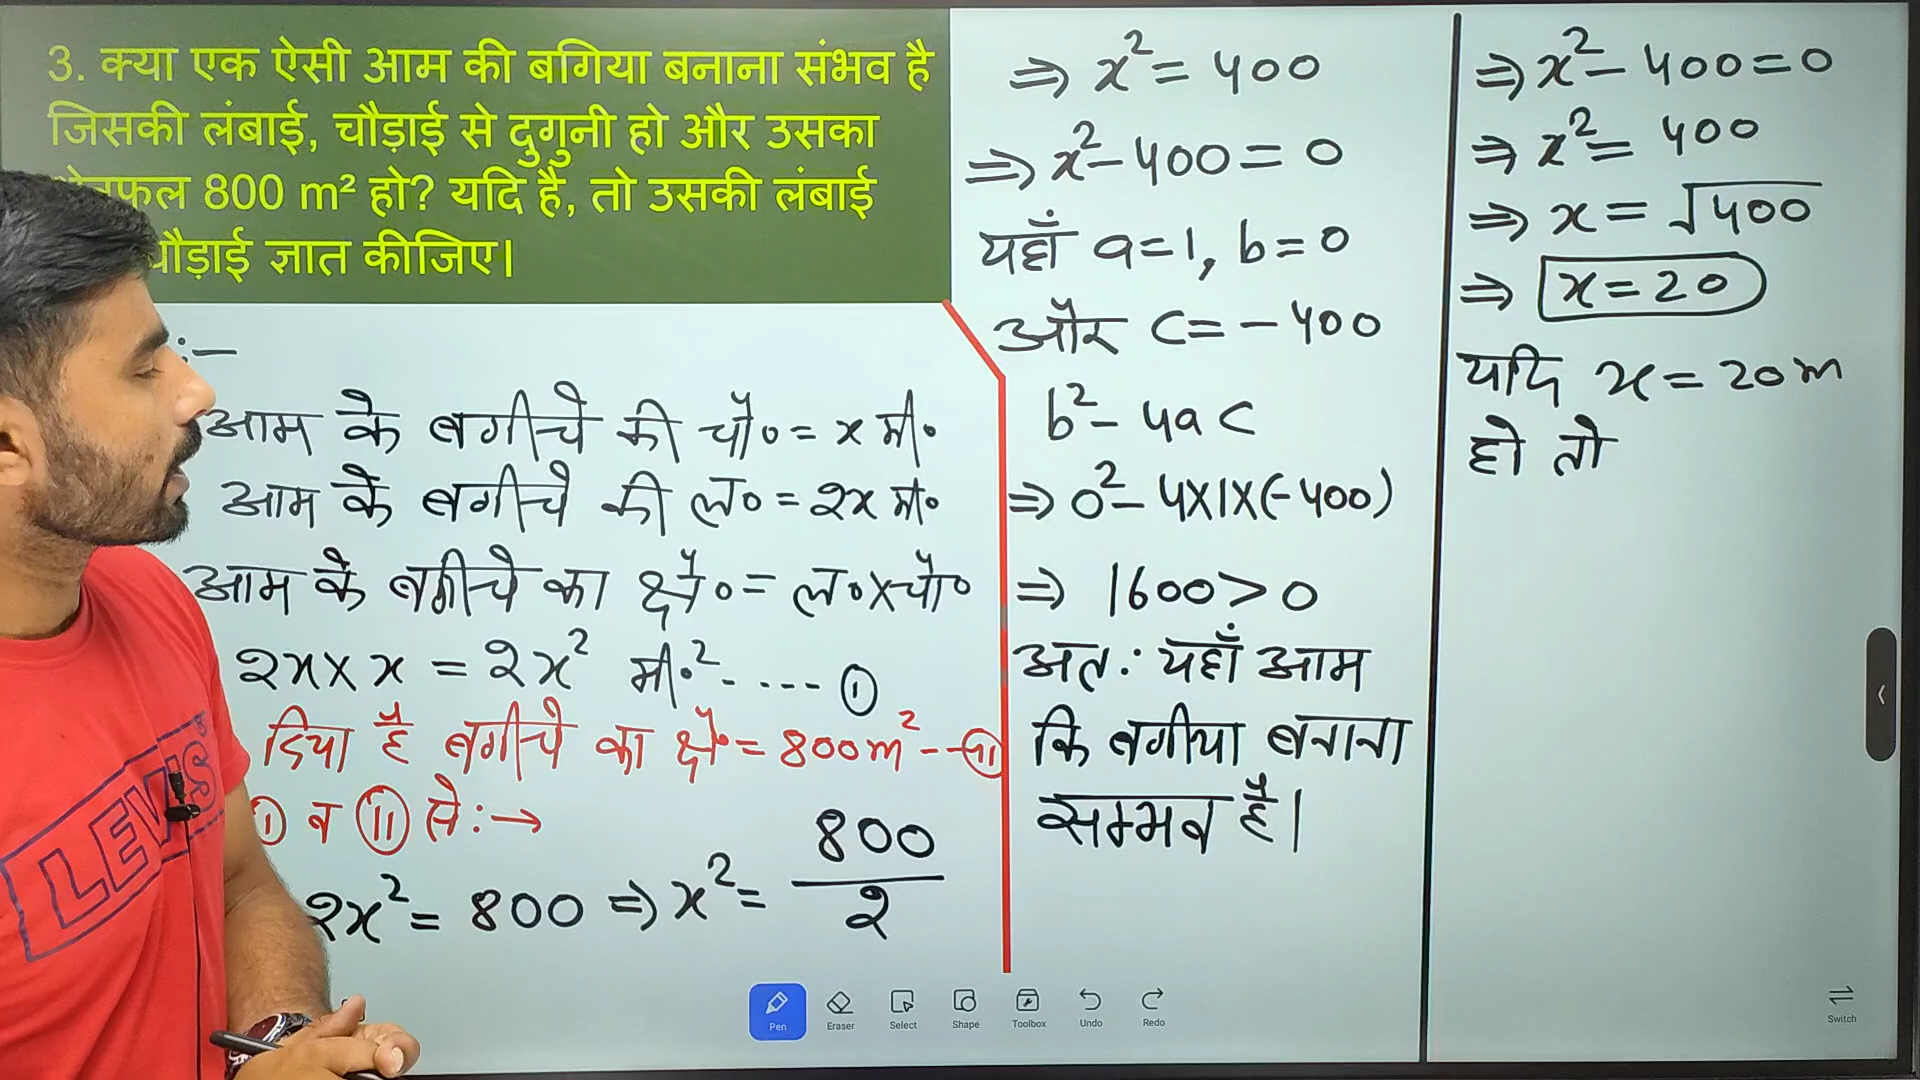 3. क्या एक ऐसी आम की बगिया बनाना संभव है
जिसकी लंबाई, चौड़ाई से दुगुनी हो और उसका
800 m² हो? यदि है, तो उसकी लंबाई
ज्ञात कीजिए।
:—
आम के बगीचे की चौ० = x मी०
आम के बगीचे की ल० = 2x मी०
आम के बगीचे का क्षे० = ल०×चौ०
2x×x = 2x² मी०² ---- ①
दिया है बगीचे का क्षे० = 800m² -- ⑪
① व ⑪ से:→
2x² = 800 ⇒ x² = 800/2
⇒ x² = 400
⇒ x² - 400 = 0
यहाँ a=1, b=0
और c = -400
b² - 4ac
⇒ 0² - 4×1×(-400)
⇒ 1600 > 0
अत: यहाँ आम
कि बगीया बनाना
सम्भव है।
⇒ x² - 400 = 0
⇒ x² = 400
⇒ x = √400
⇒ x = 20
यदि x = 20m
हो तो
LEVI'S
Pen
Eraser
Select
Shape
Toolbox
Undo
Redo
Switch